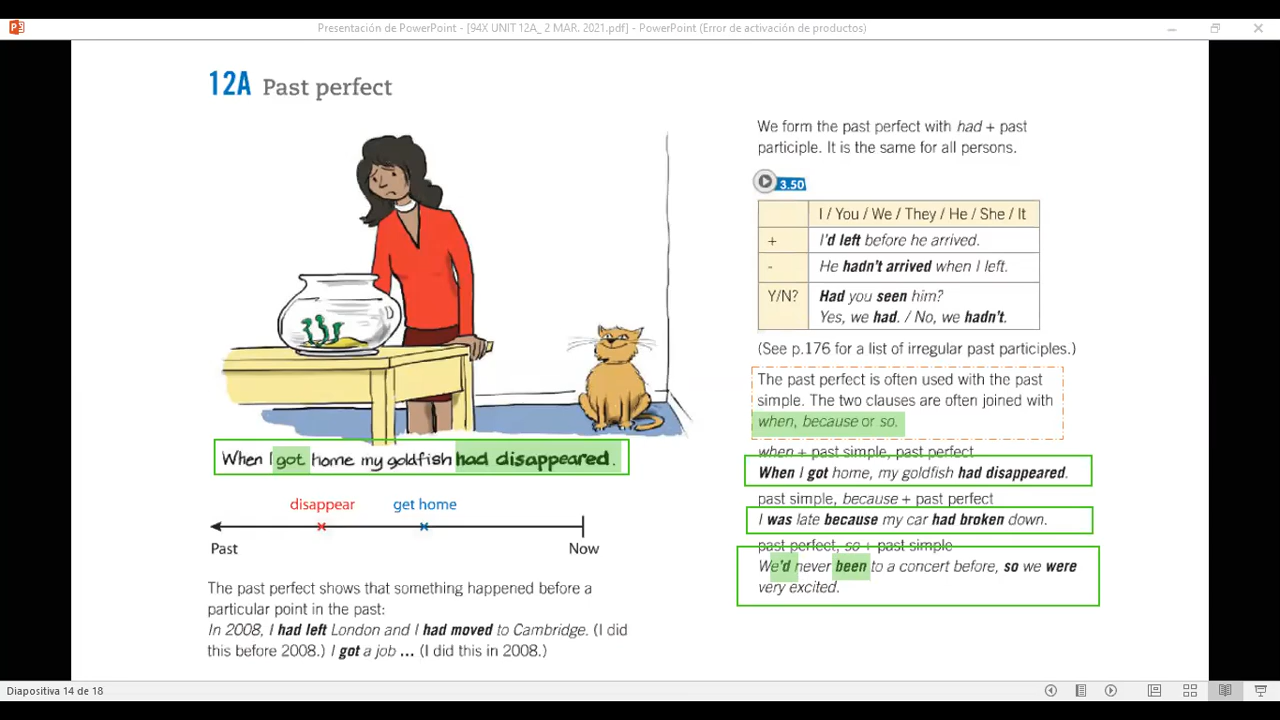 Presentación de PowerPoint - [94X UNIT 12A_ 2 MAR. 2021.pdf] - PowerPoint (Error de activación de productos)
12A Past perfect
When I got home my goldfish had disappeared.
disappear get home
Past Now
The past perfect shows that something happened before a
particular point in the past:
In 2008, I had left London and I had moved to Cambridge. (I did
this before 2008.) I got a job ... (I did this in 2008.)
We form the past perfect with had + past
participle. It is the same for all persons.
3.50
I / You / We / They / He / She / It
+ I'd left before he arrived.
- He hadn't arrived when I left.
Y/N? Had you seen him?
Yes, we had. / No, we hadn't.
(See p.176 for a list of irregular past participles.)
The past perfect is often used with the past
simple. The two clauses are often joined with
when, because or so.
when + past simple, past perfect
When I got home, my goldfish had disappeared.
past simple, because + past perfect
I was late because my car had broken down.
past perfect, so + past simple
We'd never been to a concert before, so we were
very excited.
Diapositiva 14 de 18